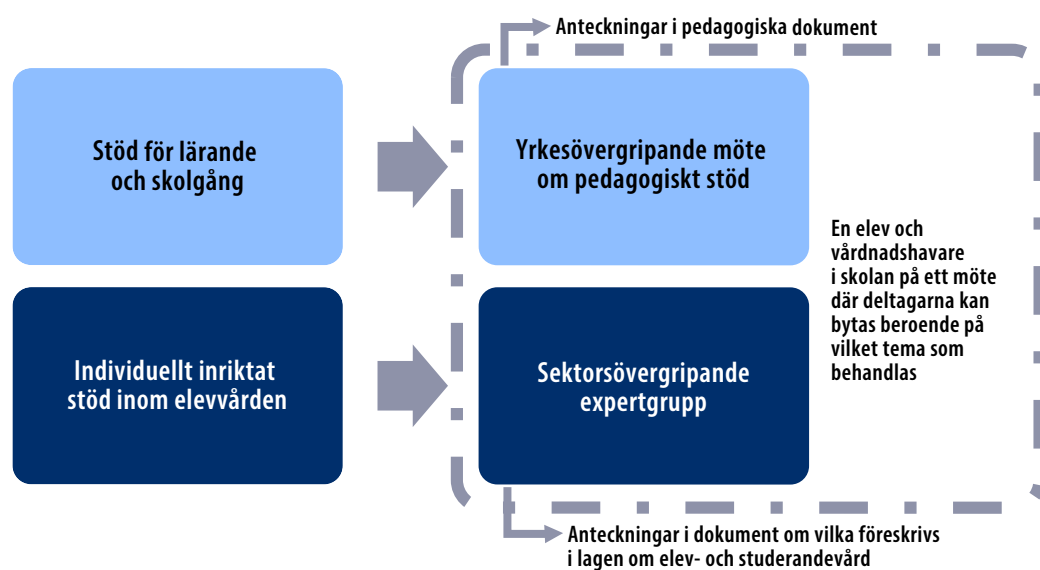 Anteckningar i pedagogiska dokument
Stöd för lärande
och skolgång
Yrkesövergripande möte
om pedagogiskt stöd
En elev och
vårdnadshavare
i skolan på ett möte
där deltagarna kan
bytas beroende på
vilket tema som
behandlas
Individuellt inriktat
stöd inom elevvården
Sektorsövergripande
expertgrupp
Anteckningar i dokument om vilka föreskrivs
i lagen om elev- och studerandevård